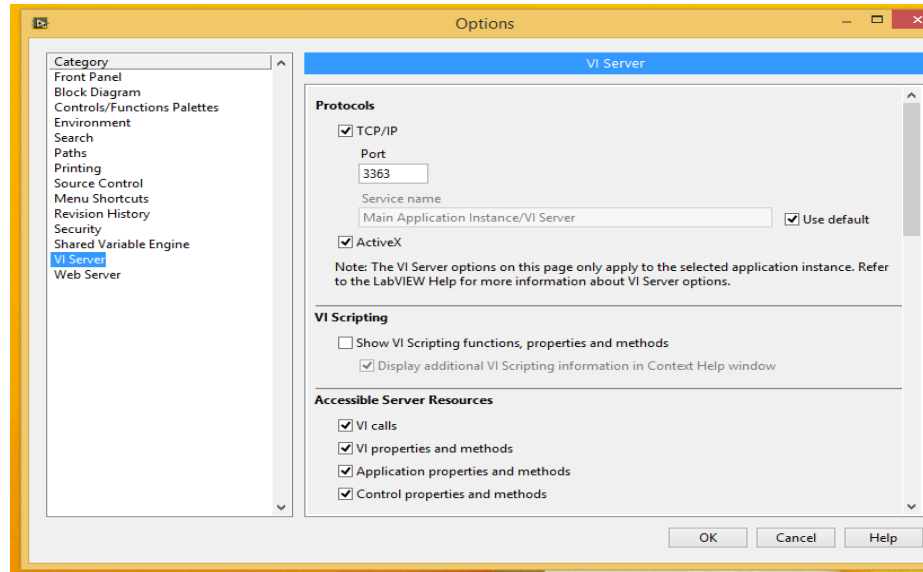 Options
Category
Front Panel
Block Diagram
Controls/Functions Palettes
Environment
Search
Paths
Printing
Source Control
Menu Shortcuts
Revision History
Security
Shared Variable Engine
VI Server
Web Server
VI Server
Protocols
TCP/IP
Port
3363
Service name
Main Application Instance/VI Server
Use default
ActiveX
Note: The VI Server options on this page only apply to the selected application instance. Refer
to the LabVIEW Help for more information about VI Server options.
VI Scripting
Show VI Scripting functions, properties and methods
Display additional VI Scripting information in Context Help window
Accessible Server Resources
VI calls
VI properties and methods
Application properties and methods
Control properties and methods
OK
Cancel
Help